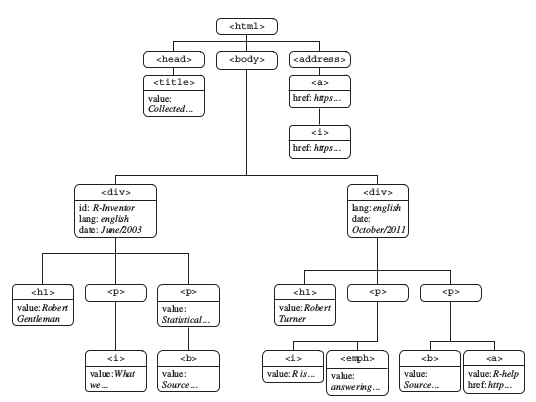 <html>
<head>
<body>
<address>
<title>
value:
Collected...
<a>
href: https...
<i>
href: https...
<div>
id: R-Inventor
lang: english
date: June/2003
<div>
lang: english
date:
October/2011
<h1>
value: Robert
Gentleman
<p>
<p>
value:
Statistical...
<h1>
value: Robert
Turner
<p>
<p>
<i>
value: What
we...
<b>
value:
Source...
<i>
value: R is...
<emph>
value:
answering...
<b>
value:
Source...
<a>
value: R-help
href: http...